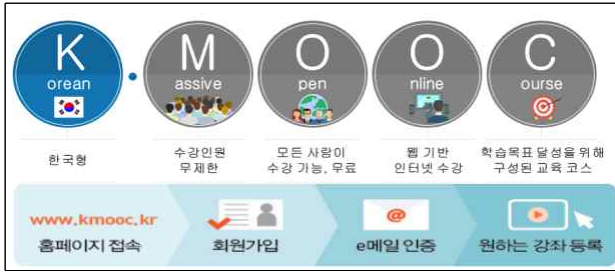 K M O O C
orean assive pen nline ourse
한국형
수강인원
무제한
모든 사람이
수강 가능, 무료
웹 기반
인터넷 수강
학습목표 달성을 위해
구성된 교육 코스
www.kmooc.kr
홈페이지 접속
회원가입
@
e메일 인증
원하는 강좌 등록